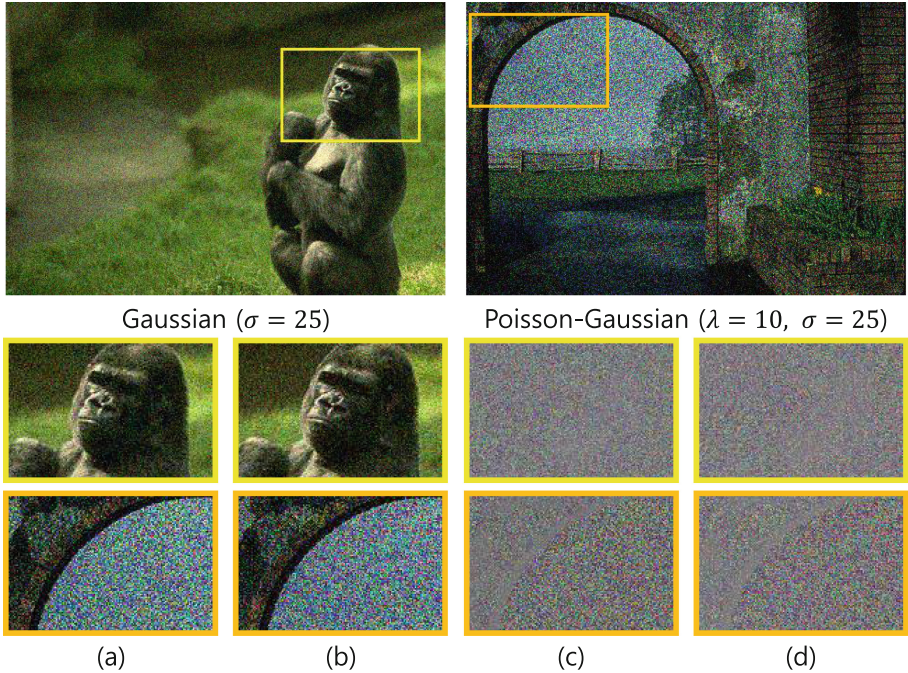 Gaussian (σ = 25)
Poisson-Gaussian (λ = 10, σ = 25)
(a)
(b)
(c)
(d)